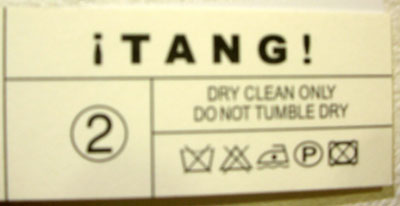 ¡TANG!
2
DRY CLEAN ONLY
DO NOT TUMBLE DRY
P